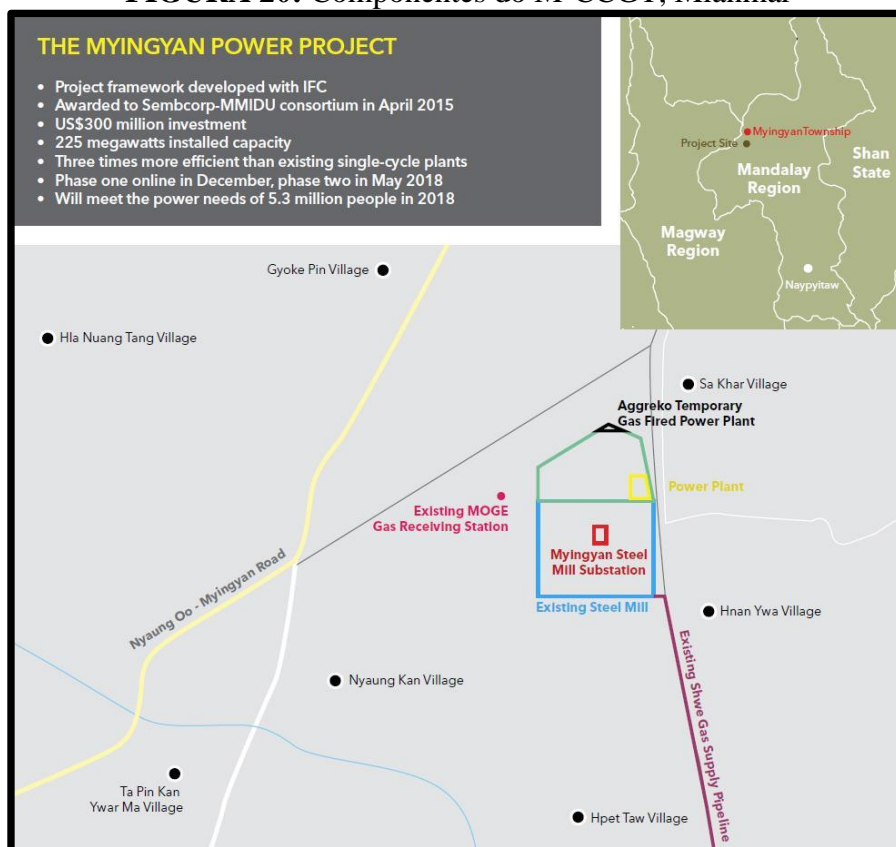 FIGURA 20: Componentes do M-CCGT, Mianmar
THE MYINGYAN POWER PROJECT
• Project framework developed with IFC
• Awarded to Sembcorp-MMIDU consortium in April 2015
• US$300 million investment
• 225 megawatts installed capacity
• Three times more efficient than existing single-cycle plants
• Phase one online in December, phase two in May 2018
• Will meet the power needs of 5.3 million people in 2018
Myingyan Township
Project Site
Shan
State
Mandalay
Region
Magway
Region
Naypyitaw
Gyoke Pin Village
Hla Nuang Tang Village
Sa Khar Village
Aggreko Temporary
Gas Fired Power Plant
Power Plant
Existing MOGE
Gas Receiving Station
Myingyan Steel
Mill Substation
Existing Steel Mill
Nyaung Oo - Myingyan Road
Hnan Ywa Village
Existing Shwe Gas Supply Pipeline
Nyaung Kan Village
Ta Pin Kan
Ywar Ma Village
Hpet Taw Village